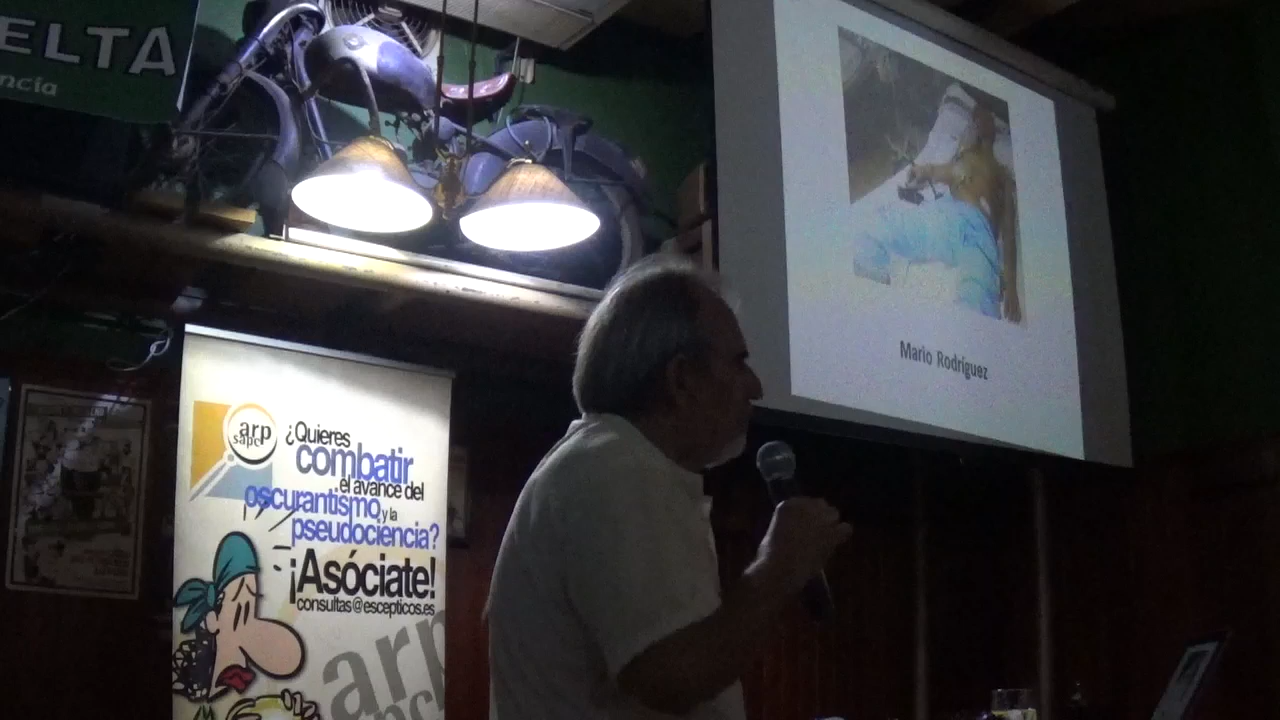 ELTA
ncia
arp
sapc
¿Quieres
combatir
el avance del
oscurantismo y la
pseudociencia?
¡Asóciate!
consultas@escepticos.es
arp
Mario Rodríguez